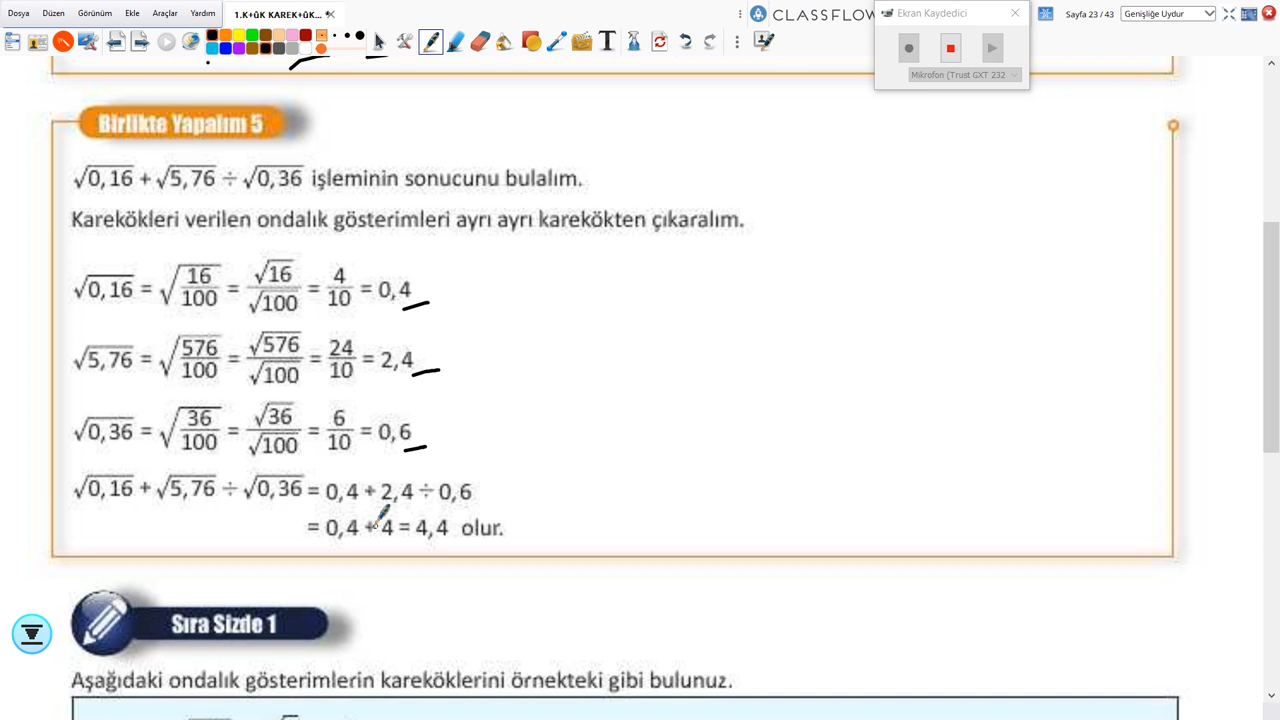 Dosya Düzen Görünüm Ekle Araçlar Yardım
1.K+ûK KAREK+ûK...
CLASSFLOW
Ekran Kaydedici
Mikrofon (Trust GXT 232
Sayfa 23 / 43
Genişliğe Uydur
Birlikte Yapalım 5
√0,16 + √5,76 ÷ √0,36 işleminin sonucunu bulalım.
Karekökleri verilen ondalık gösterimleri ayrı ayrı karekökten çıkaralım.
√0,16 = √(16/100) = √16/√100 = 4/10 = 0,4
√5,76 = √(576/100) = √576/√100 = 24/10 = 2,4
√0,36 = √(36/100) = √36/√100 = 6/10 = 0,6
√0,16 + √5,76 ÷ √0,36 = 0,4 + 2,4 ÷ 0,6
= 0,4 + 4 = 4,4 olur.
Sıra Sizde 1
Aşağıdaki ondalık gösterimlerin kareköklerini örnekteki gibi bulunuz.